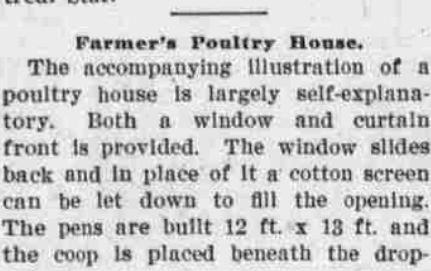 Farmer's Poultry House.
The accompanying illustration of a
poultry house is largely self-explana-
tory. Both a window and curtain
front is provided. The window slides
back and in place of it a cotton screen
can be let down to fill the opening.
The pens are built 12 ft. x 13 ft. and
the coop is placed beneath the drop-